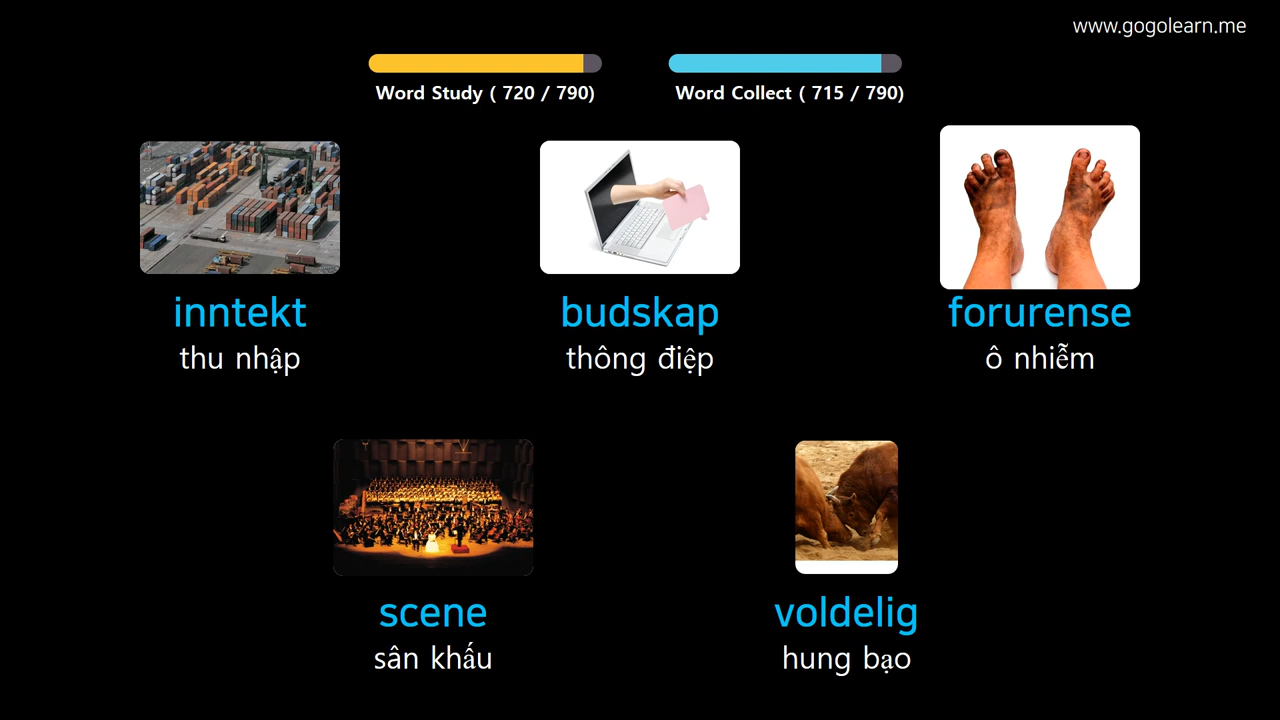 www.gogolearn.me
Word Study ( 720 / 790)
Word Collect ( 715 / 790)
inntekt
thu nhập
budskap
thông điệp
forurense
ô nhiễm
scene
sân khấu
voldelig
hung bạo